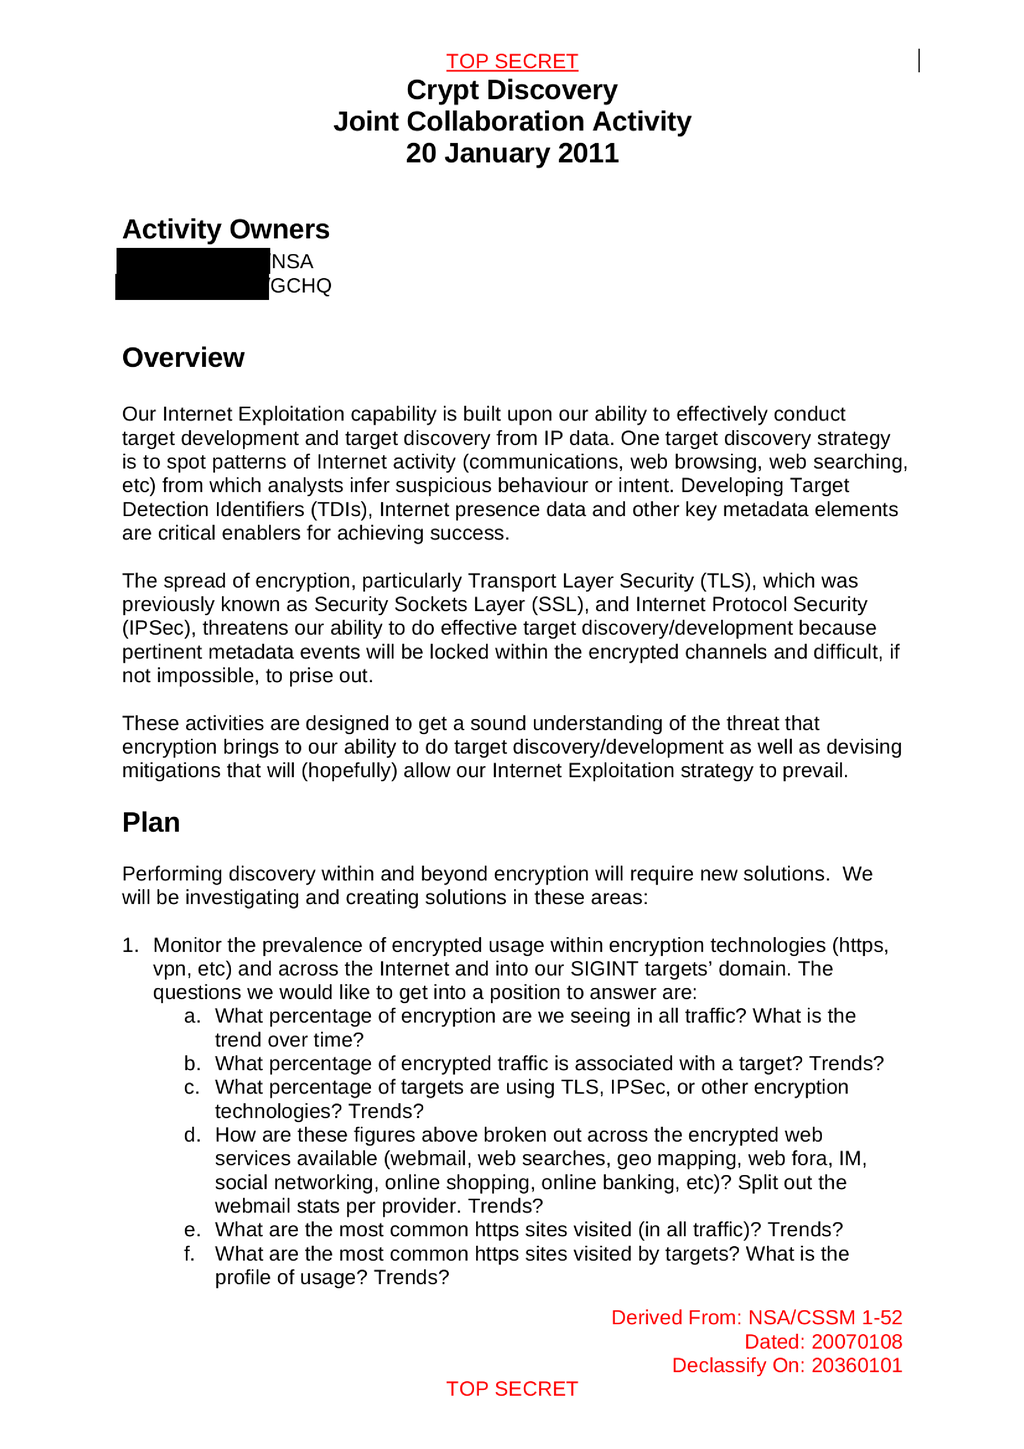 TOP SECRET
Crypt Discovery
Joint Collaboration Activity
20 January 2011
Activity Owners
/NSA
/GCHQ
Overview
Our Internet Exploitation capability is built upon our ability to effectively conduct
target development and target discovery from IP data. One target discovery strategy
is to spot patterns of Internet activity (communications, web browsing, web searching,
etc) from which analysts infer suspicious behaviour or intent. Developing Target
Detection Identifiers (TDIs), Internet presence data and other key metadata elements
are critical enablers for achieving success.
The spread of encryption, particularly Transport Layer Security (TLS), which was
previously known as Security Sockets Layer (SSL), and Internet Protocol Security
(IPSec), threatens our ability to do effective target discovery/development because
pertinent metadata events will be locked within the encrypted channels and difficult, if
not impossible, to prise out.
These activities are designed to get a sound understanding of the threat that
encryption brings to our ability to do target discovery/development as well as devising
mitigations that will (hopefully) allow our Internet Exploitation strategy to prevail.
Plan
Performing discovery within and beyond encryption will require new solutions.  We
will be investigating and creating solutions in these areas:
1. Monitor the prevalence of encrypted usage within encryption technologies (https,
vpn, etc) and across the Internet and into our SIGINT targets’ domain. The
questions we would like to get into a position to answer are:
a. What percentage of encryption are we seeing in all traffic? What is the
trend over time?
b. What percentage of encrypted traffic is associated with a target? Trends?
c. What percentage of targets are using TLS, IPSec, or other encryption
technologies? Trends?
d. How are these figures above broken out across the encrypted web
services available (webmail, web searches, geo mapping, web fora, IM,
social networking, online shopping, online banking, etc)? Split out the
webmail stats per provider. Trends?
e. What are the most common https sites visited (in all traffic)? Trends?
f. What are the most common https sites visited by targets? What is the
profile of usage? Trends?
Derived From: NSA/CSSM 1-52
Dated: 20070108
Declassify On: 20360101
TOP SECRET